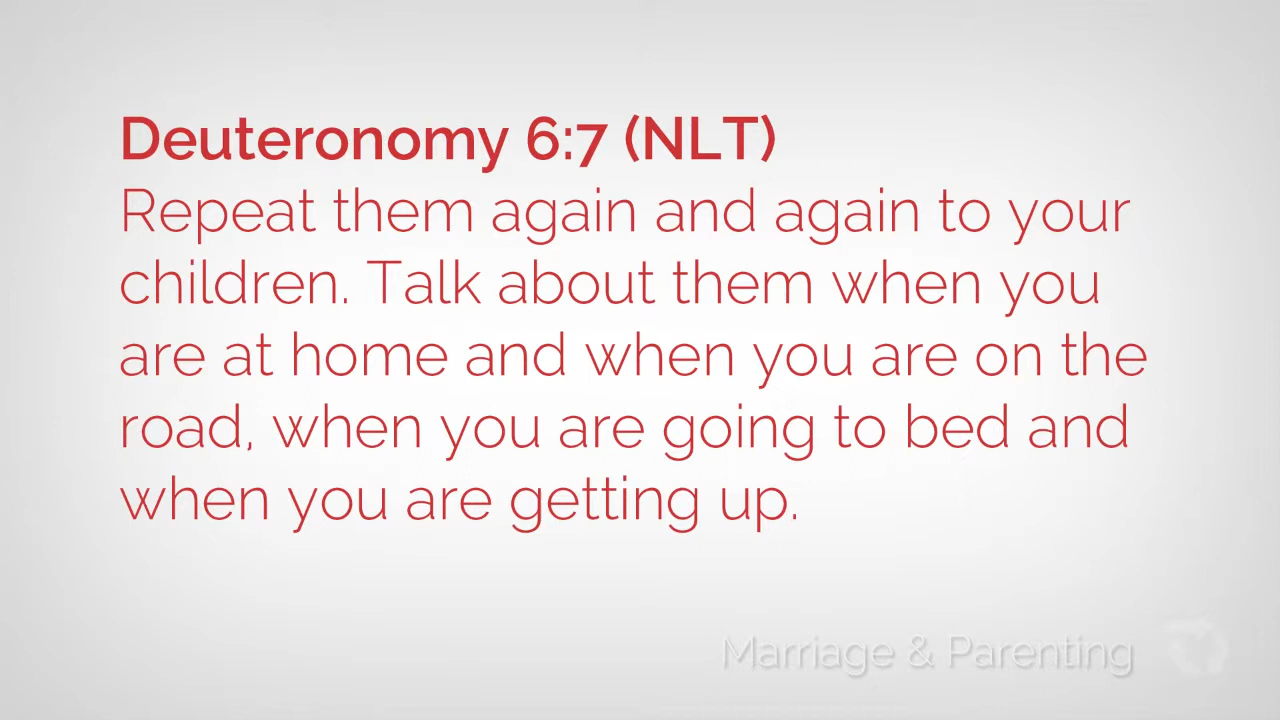 Deuteronomy 6:7 (NLT)
Repeat them again and again to your
children. Talk about them when you
are at home and when you are on the
road, when you are going to bed and
when you are getting up.
Marriage & Parenting